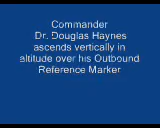 Commander
Dr. Douglas Haynes
ascends vertically in
altitude over his Outbound
Reference Marker